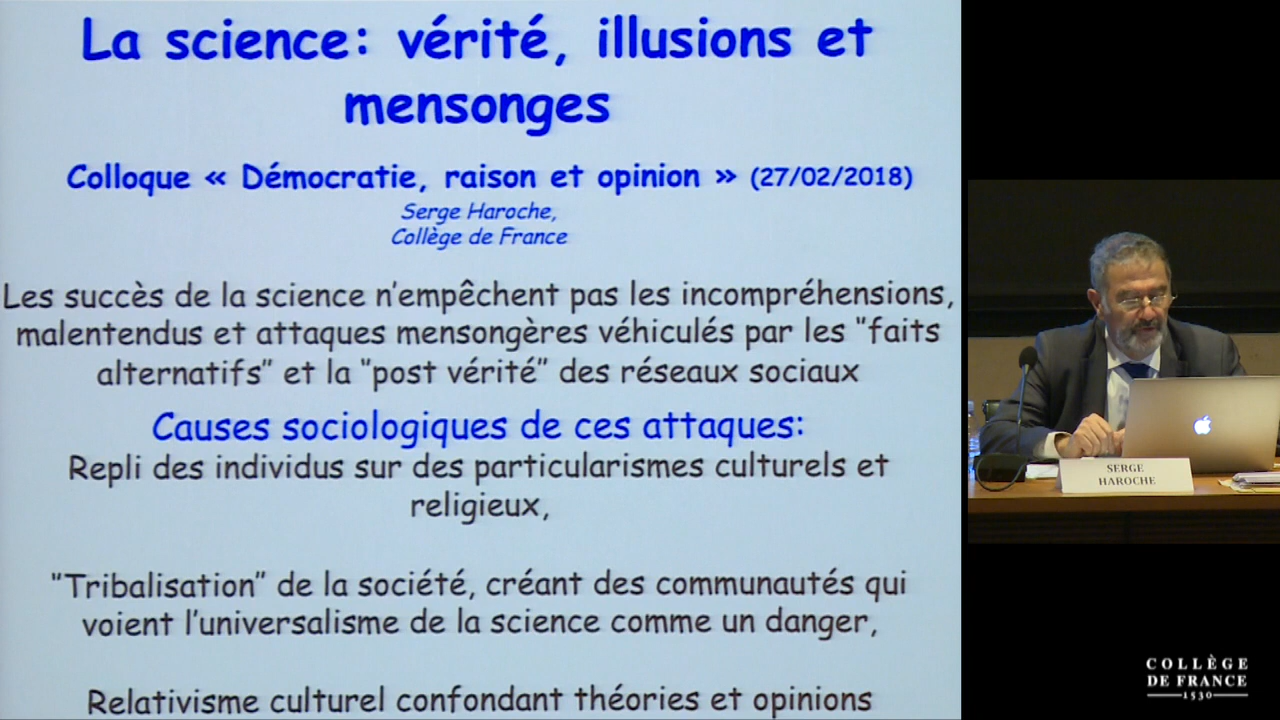 La science: vérité, illusions et
mensonges
Colloque « Démocratie, raison et opinion » (27/02/2018)
Serge Haroche,
Collège de France
Les succès de la science n'empêchent pas les incompréhensions,
malentendus et attaques mensongères véhiculés par les "faits
alternatifs" et la "post vérité" des réseaux sociaux
Causes sociologiques de ces attaques:
Repli des individus sur des particularismes culturels et
religieux,
"Tribalisation" de la société, créant des communautés qui
voient l'universalisme de la science comme un danger,
Relativisme culturel confondant théories et opinions
SERGE
HAROCHE
COLLÈGE
DE FRANCE
1530